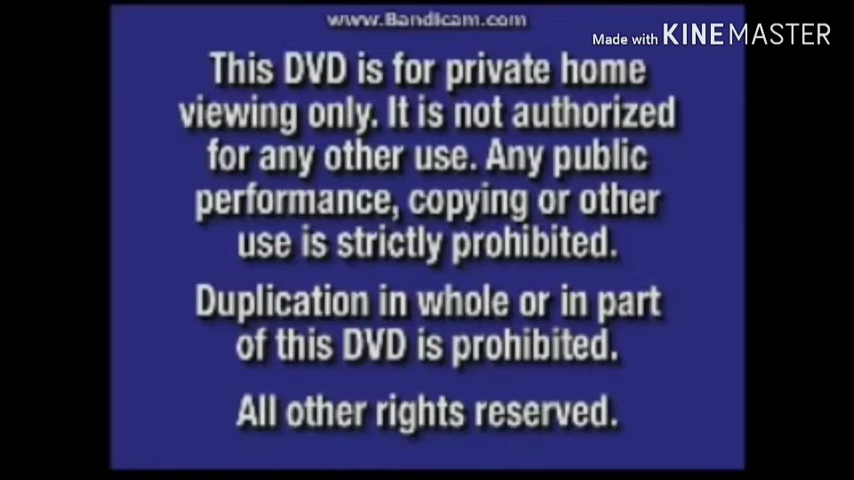 www.Bandicam.com
Made with KINEMASTER
This DVD is for private home
viewing only. It is not authorized
for any other use. Any public
performance, copying or other
use is strictly prohibited.
Duplication in whole or in part
of this DVD is prohibited.
All other rights reserved.